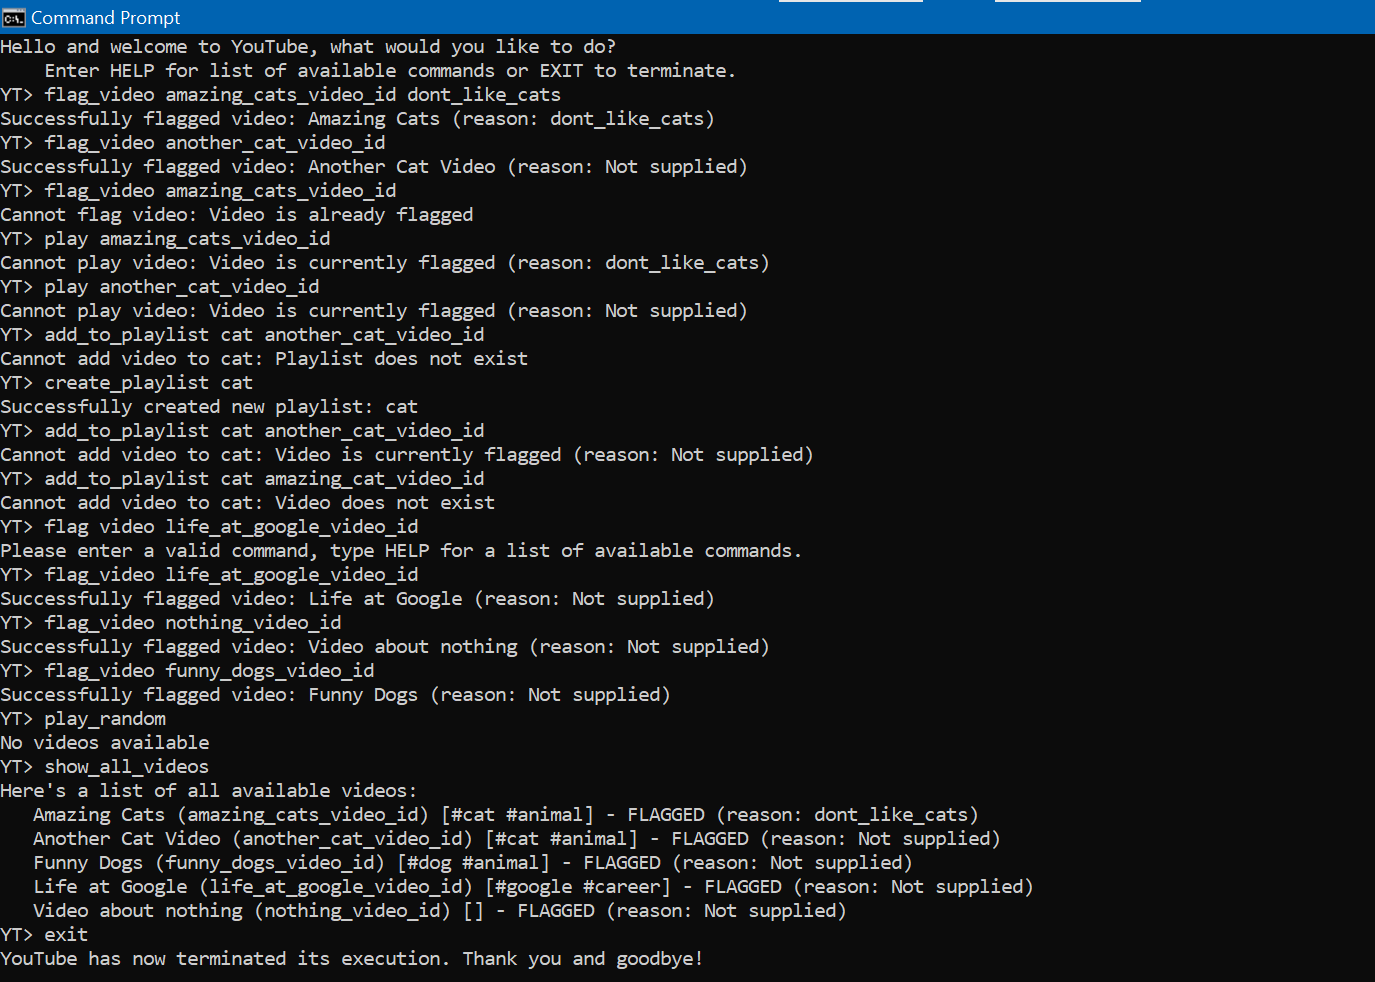 Command Prompt
Hello and welcome to YouTube, what would you like to do?
    Enter HELP for list of available commands or EXIT to terminate.
YT> flag_video amazing_cats_video_id dont_like_cats
Successfully flagged video: Amazing Cats (reason: dont_like_cats)
YT> flag_video another_cat_video_id
Successfully flagged video: Another Cat Video (reason: Not supplied)
YT> flag_video amazing_cats_video_id
Cannot flag video: Video is already flagged
YT> play amazing_cats_video_id
Cannot play video: Video is currently flagged (reason: dont_like_cats)
YT> play another_cat_video_id
Cannot play video: Video is currently flagged (reason: Not supplied)
YT> add_to_playlist cat another_cat_video_id
Cannot add video to cat: Playlist does not exist
YT> create_playlist cat
Successfully created new playlist: cat
YT> add_to_playlist cat another_cat_video_id
Cannot add video to cat: Video is currently flagged (reason: Not supplied)
YT> add_to_playlist cat amazing_cat_video_id
Cannot add video to cat: Video does not exist
YT> flag video life_at_google_video_id
Please enter a valid command, type HELP for a list of available commands.
YT> flag_video life_at_google_video_id
Successfully flagged video: Life at Google (reason: Not supplied)
YT> flag_video nothing_video_id
Successfully flagged video: Video about nothing (reason: Not supplied)
YT> flag_video funny_dogs_video_id
Successfully flagged video: Funny Dogs (reason: Not supplied)
YT> play_random
No videos available
YT> show_all_videos
Here's a list of all available videos:
   Amazing Cats (amazing_cats_video_id) [#cat #animal] - FLAGGED (reason: dont_like_cats)
   Another Cat Video (another_cat_video_id) [#cat #animal] - FLAGGED (reason: Not supplied)
   Funny Dogs (funny_dogs_video_id) [#dog #animal] - FLAGGED (reason: Not supplied)
   Life at Google (life_at_google_video_id) [#google #career] - FLAGGED (reason: Not supplied)
   Video about nothing (nothing_video_id) [] - FLAGGED (reason: Not supplied)
YT> exit
YouTube has now terminated its execution. Thank you and goodbye!